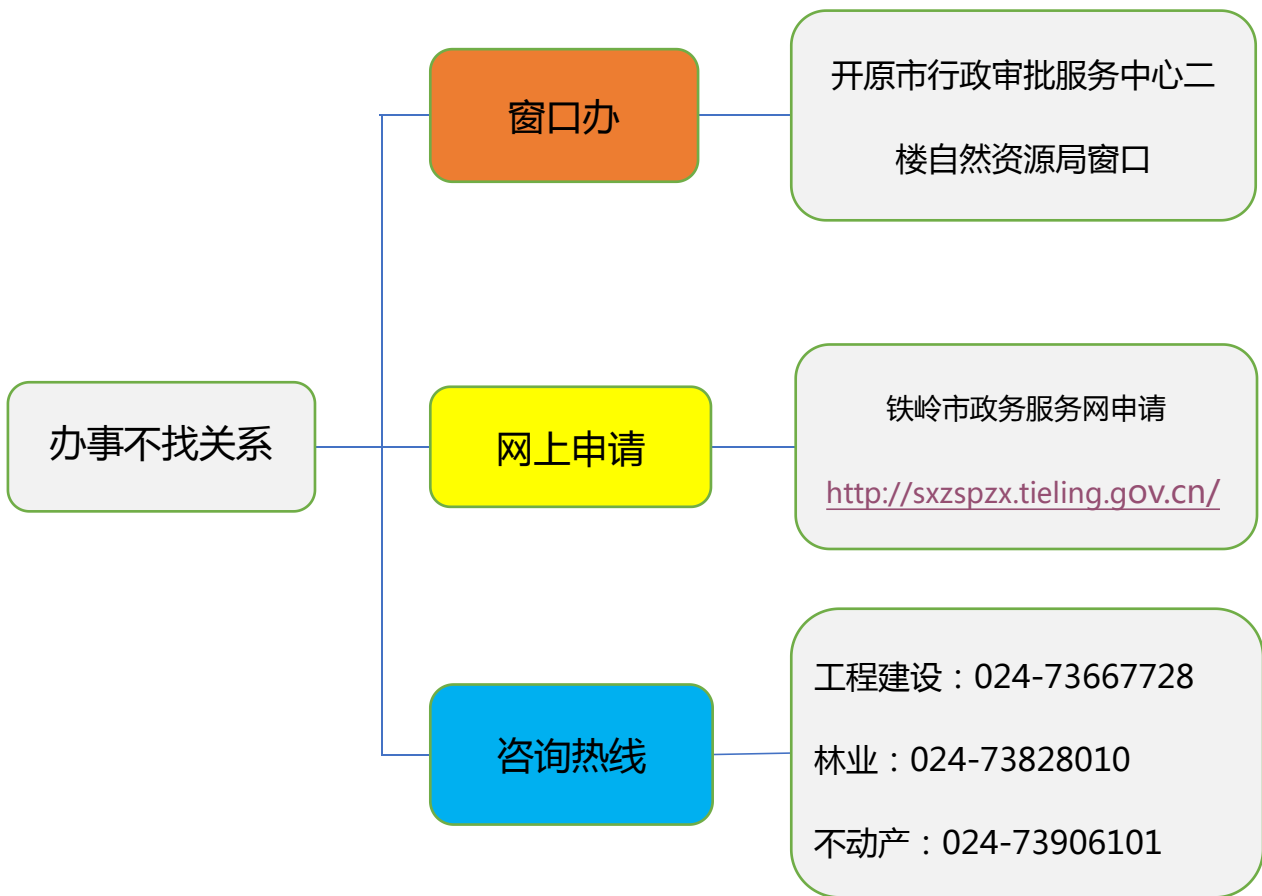 办事不找关系
窗口办
开原市行政审批服务中心二
楼自然资源局窗口
网上申请
铁岭市政务服务网申请
http://sxzspzx.tieling.gov.cn/
咨询热线
工程建设：024-73667728
林业：024-73828010
不动产：024-73906101